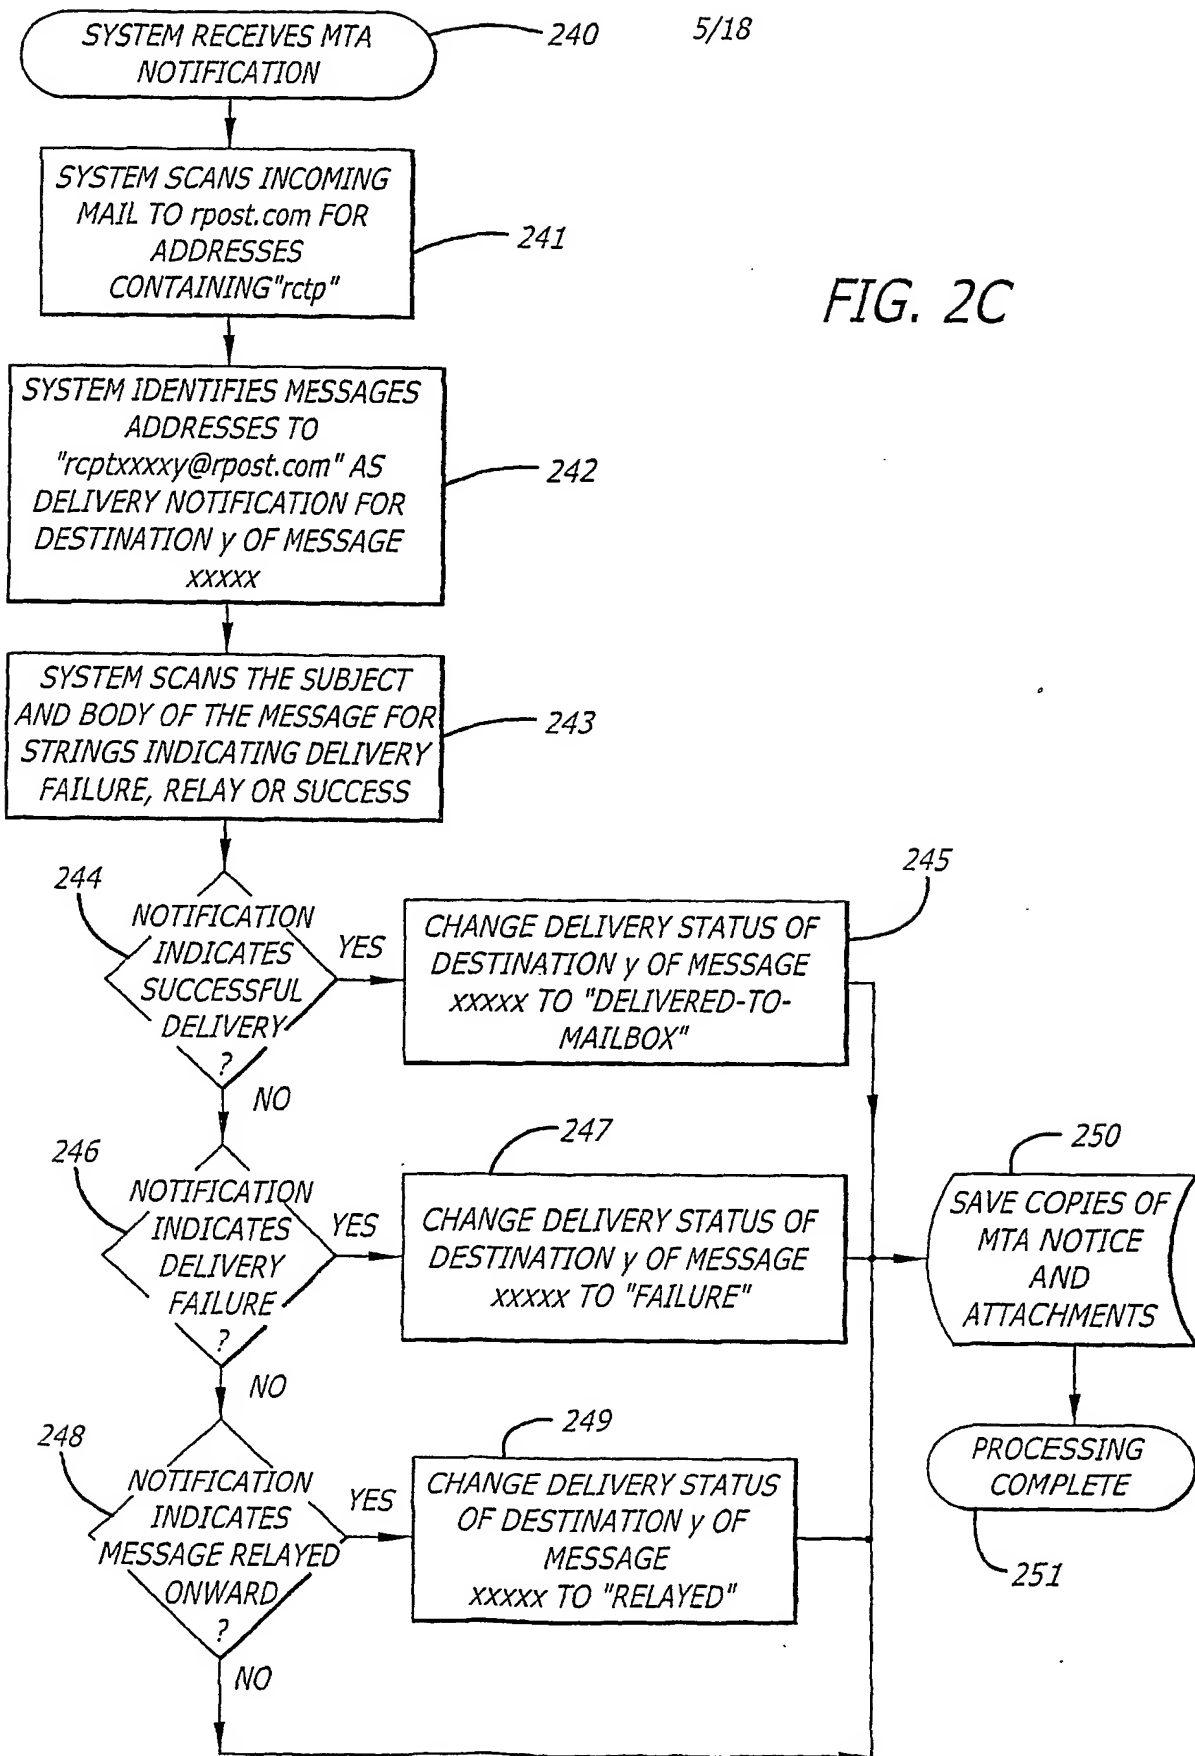 SYSTEM RECEIVES MTA
NOTIFICATION
240
5/18
SYSTEM SCANS INCOMING
MAIL TO rpost.com FOR
ADDRESSES
CONTAINING"rctp"
241
FIG. 2C
SYSTEM IDENTIFIES MESSAGES
ADDRESSES TO
"rcptxxxxy@rpost.com" AS
DELIVERY NOTIFICATION FOR
DESTINATION y OF MESSAGE
xxxxx
242
SYSTEM SCANS THE SUBJECT
AND BODY OF THE MESSAGE FOR
STRINGS INDICATING DELIVERY
FAILURE, RELAY OR SUCCESS
243
244
NOTIFICATION
INDICATES
SUCCESSFUL
DELIVERY
?
YES
NO
245
CHANGE DELIVERY STATUS OF
DESTINATION y OF MESSAGE
xxxxx TO "DELIVERED-TO-
MAILBOX"
246
NOTIFICATION
INDICATES
DELIVERY
FAILURE
?
YES
NO
247
CHANGE DELIVERY STATUS OF
DESTINATION y OF MESSAGE
xxxxx TO "FAILURE"
250
SAVE COPIES OF
MTA NOTICE
AND
ATTACHMENTS
248
NOTIFICATION
INDICATES
MESSAGE RELAYED
ONWARD
?
YES
NO
249
CHANGE DELIVERY STATUS
OF DESTINATION y OF
MESSAGE
xxxxx TO "RELAYED"
PROCESSING
COMPLETE
251